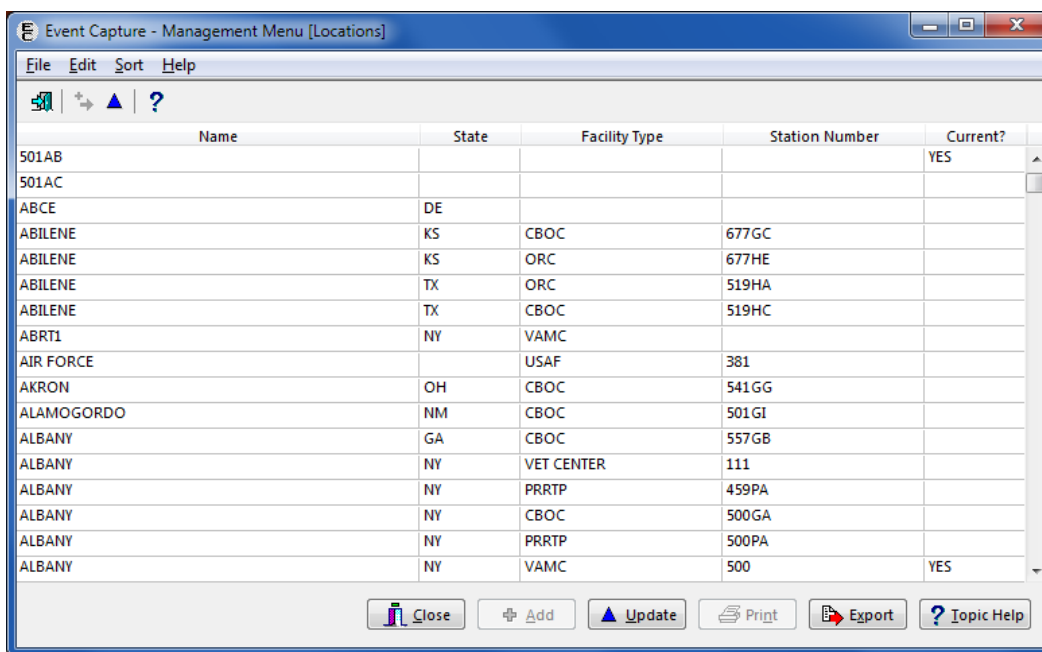 Event Capture - Management Menu [Locations]
File Edit Sort Help
?
Name State Facility Type Station Number Current?
501AB YES
501AC
ABCE DE
ABILENE KS CBOC 677GC
ABILENE KS ORC 677HE
ABILENE TX ORC 519HA
ABILENE TX CBOC 519HC
ABRT1 NY VAMC
AIR FORCE USAF 381
AKRON OH CBOC 541GG
ALAMOGORDO NM CBOC 501GI
ALBANY GA CBOC 557GB
ALBANY NY VET CENTER 111
ALBANY NY PRRTP 459PA
ALBANY NY CBOC 500GA
ALBANY NY PRRTP 500PA
ALBANY NY VAMC 500 YES
Close Add Update Print Export ? Topic Help